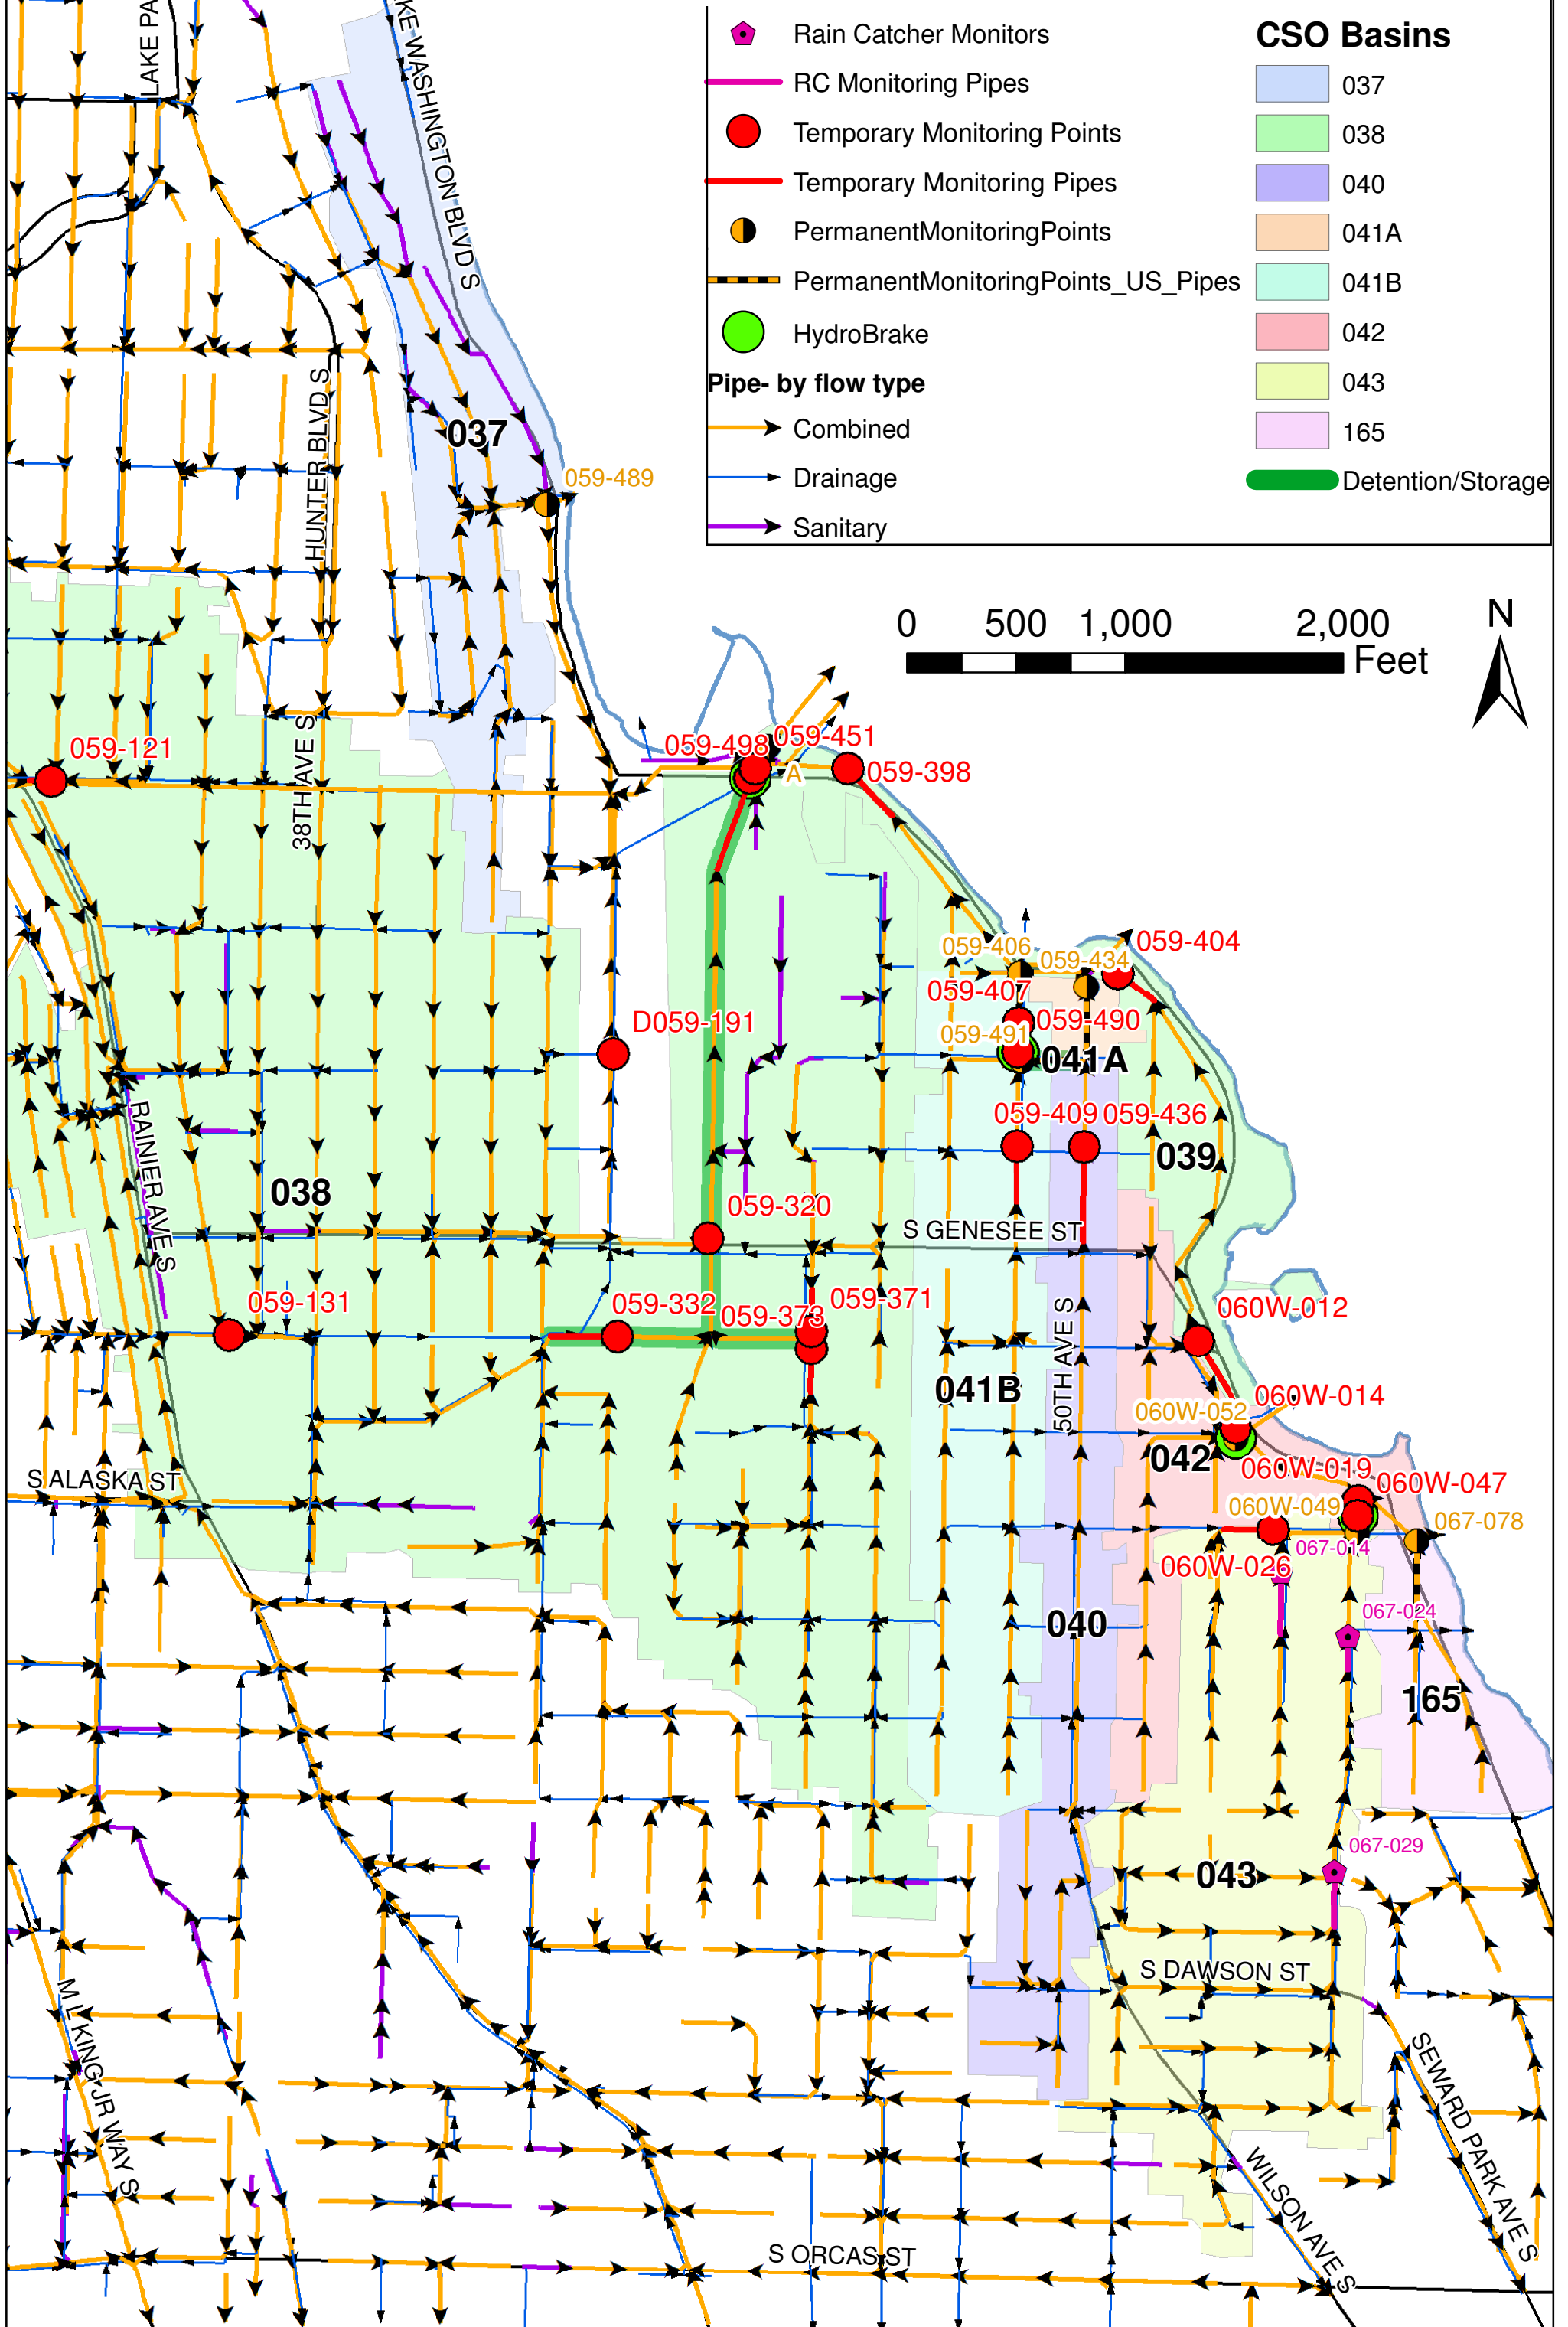 Rain Catcher Monitors
RC Monitoring Pipes
Temporary Monitoring Points
Temporary Monitoring Pipes
PermanentMonitoringPoints
PermanentMonitoringPoints_US_Pipes
HydroBrake
Pipe- by flow type
Combined
Drainage
Sanitary
CSO Basins
037
038
040
041A
041B
042
043
165
Detention/Storage
0 500 1,000 2,000
Feet
N
LAKE PA
KE WASHINGTON BLVD S
HUNTER BLVD S
037
059-489
059-121
38TH AVE S
059-498
059-451
A
059-398
059-406
059-434
059-404
059-407
D059-191
059-490
059-491
041A
RAINIER AVE S
059-409
059-436
039
038
059-320
S GENESEE ST
059-131
059-332
059-373
059-371
060W-012
50TH AVE S
041B
060W-014
060W-052
042
S ALASKA ST
060W-019
060W-047
060W-049
067-078
067-014
060W-026
067-024
040
165
067-029
043
S DAWSON ST
M L KING JR WAY S
SEWARD PARK AVE S
WILSON AVE S
S ORCAS ST